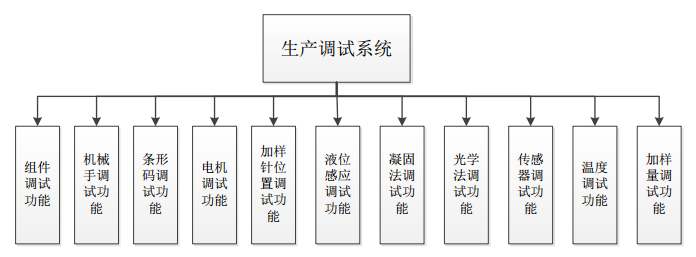 生产调试系统
组件
调试
功能
机械
手调
试功
能
条形
码调
试功
能
电机
调试
功能
加样
针位
置调
试功
能
液位
感应
调试
功能
凝固
法调
试功
能
光学
法调
试功
能
传感
器调
试功
能
温度
调试
功能
加样
量调
试功
能